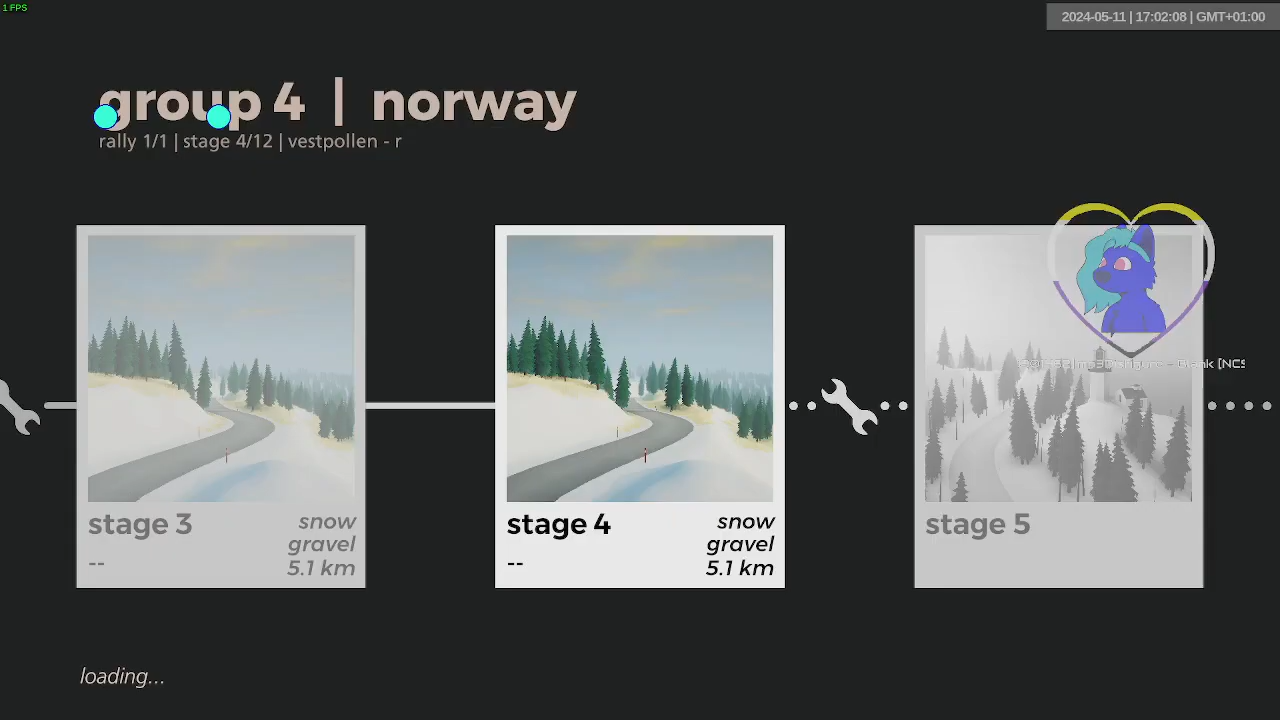 1 FPS
2024-05-11 | 17:02:08 | GMT+01:00
group 4 | norway
rally 1/1 | stage 4/12 | vestpollen - r
stage 3
snow
gravel
--
5.1 km
stage 4
snow
gravel
--
5.1 km
stage 5
[NCS
loading...